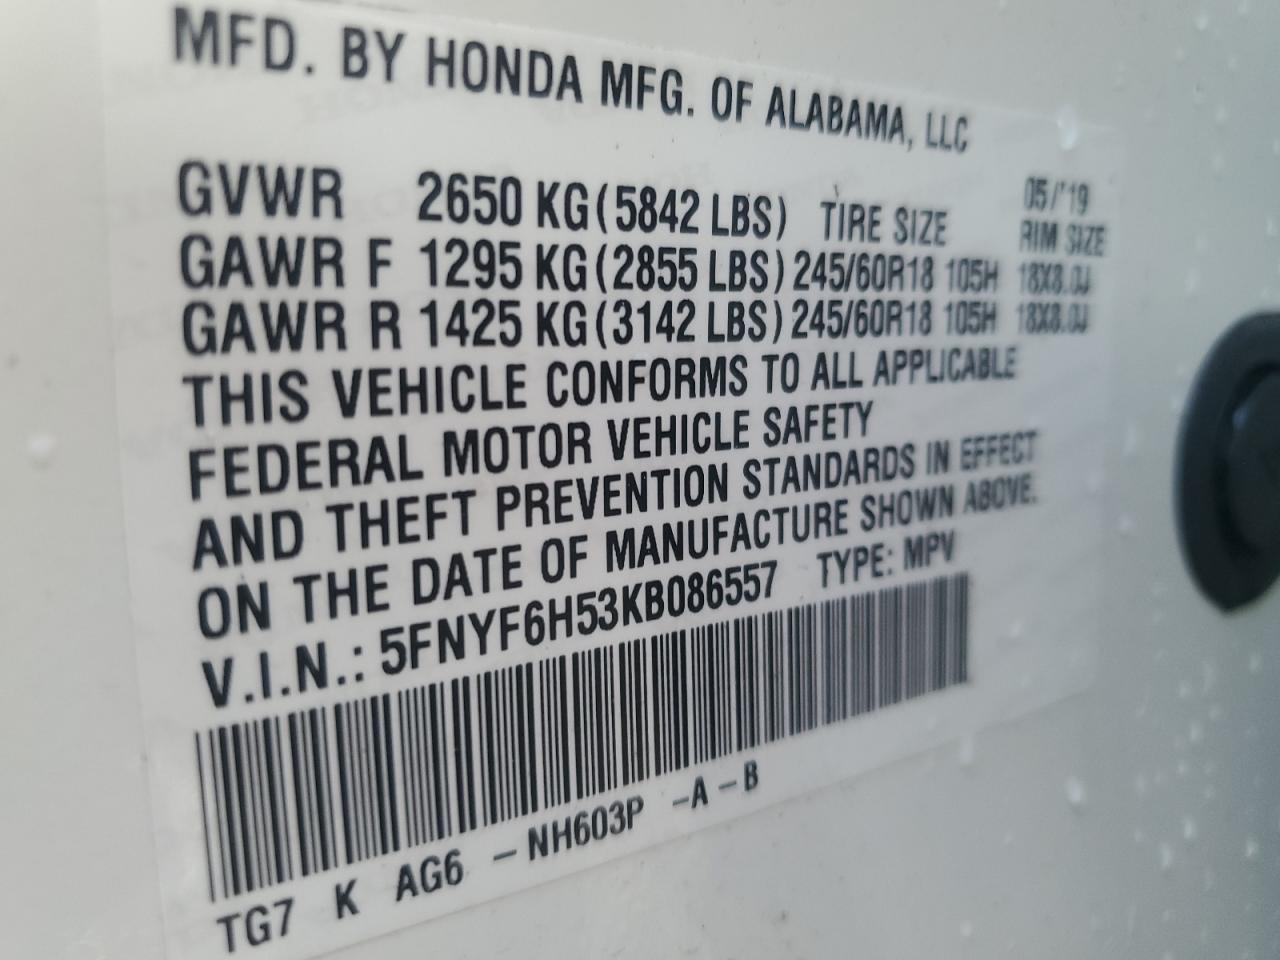 MFD. BY HONDA MFG. OF ALABAMA, LLC
05/'19
GVWR 2650 KG (5842 LBS) TIRE SIZE RIM SIZE
GAWR F 1295 KG (2855 LBS) 245/60R18 105H 18X8.0J
GAWR R 1425 KG (3142 LBS) 245/60R18 105H 18X8.0J
THIS VEHICLE CONFORMS TO ALL APPLICABLE
FEDERAL MOTOR VEHICLE SAFETY
AND THEFT PREVENTION STANDARDS IN EFFECT
ON THE DATE OF MANUFACTURE SHOWN ABOVE.
V.I.N.: 5FNYF6H53KB086557 TYPE: MPV
TG7 K AG6 – NH603P –A –B